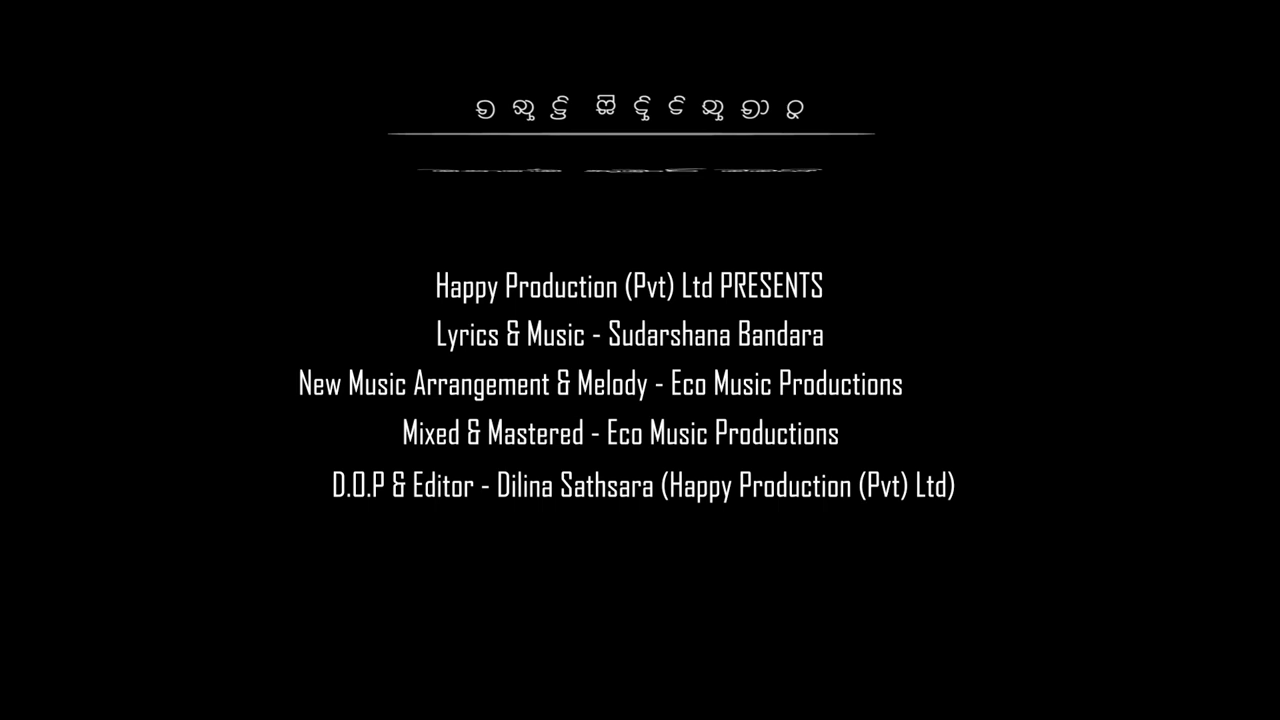 Happy Production (Pvt) Ltd PRESENTS
Lyrics & Music - Sudarshana Bandara
New Music Arrangement & Melody - Eco Music Productions
Mixed & Mastered - Eco Music Productions
D.O.P & Editor - Dilina Sathsara (Happy Production (Pvt) Ltd)